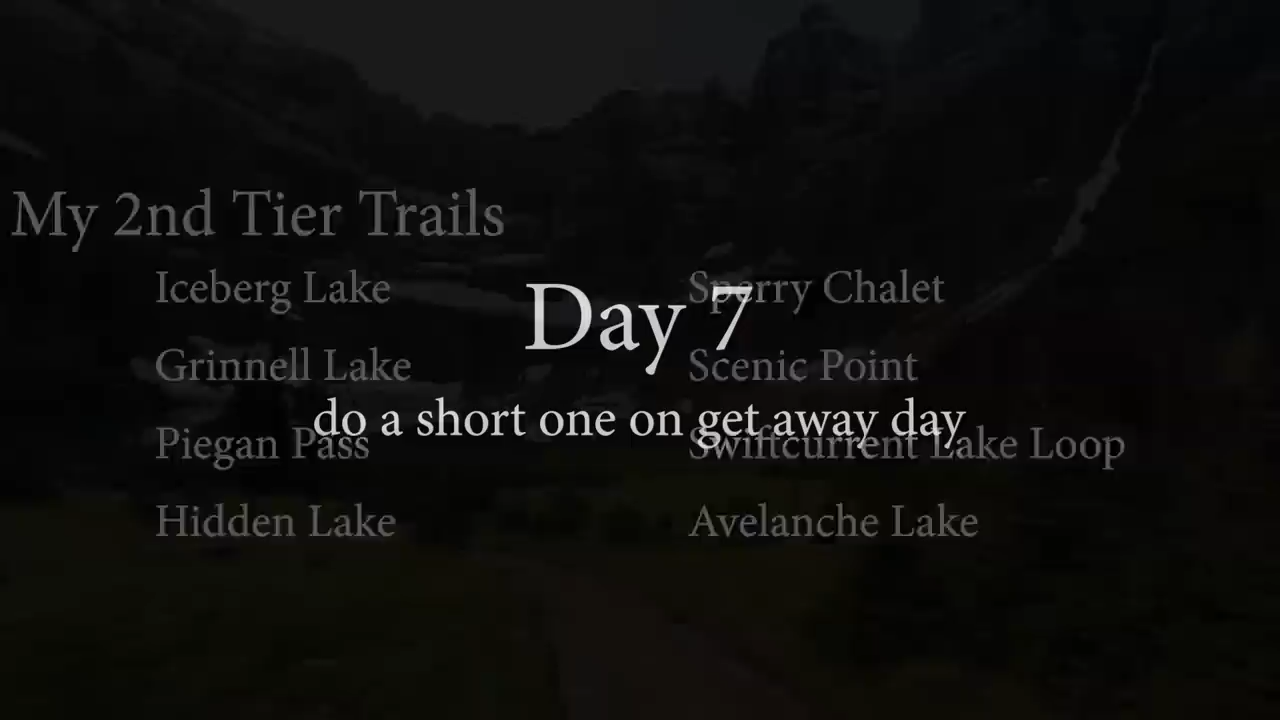 My 2nd Tier Trails
Iceberg Lake
Sperry Chalet
Day 7
Grinnell Lake
Scenic Point
do a short one on get away day
Piegan Pass
Swiftcurrent Lake Loop
Hidden Lake
Avelanche Lake